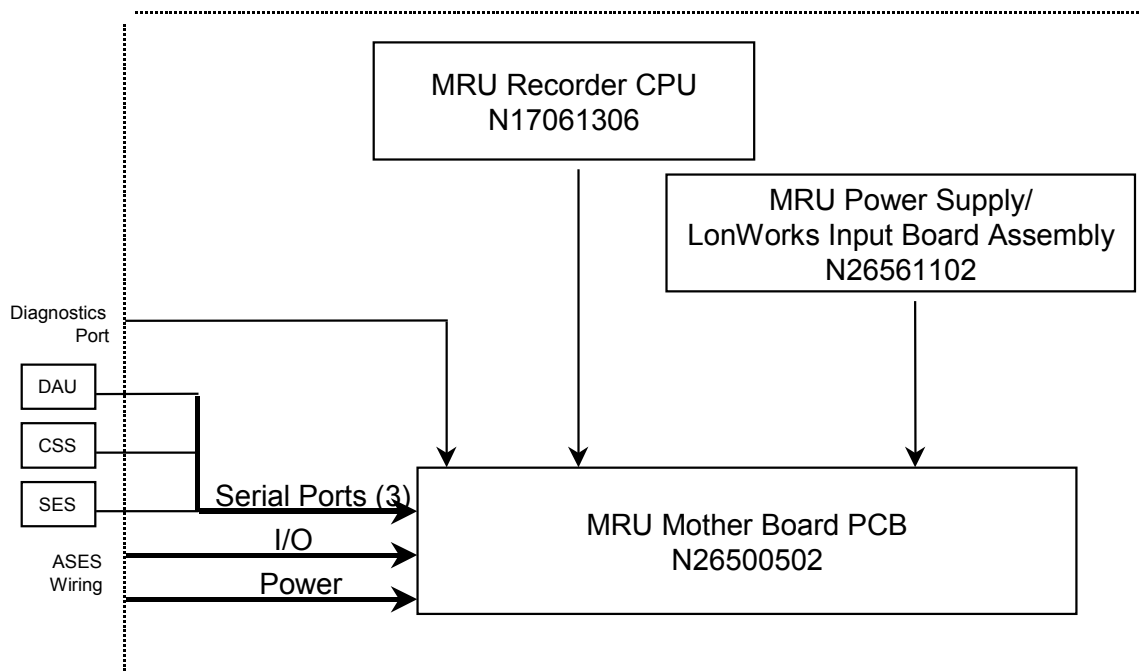 MRU Recorder CPU
N17061306
MRU Power Supply/
LonWorks Input Board Assembly
N26561102
Diagnostics
Port
DAU
CSS
SES
Serial Ports (3)
I/O
ASES
Wiring
Power
MRU Mother Board PCB
N26500502